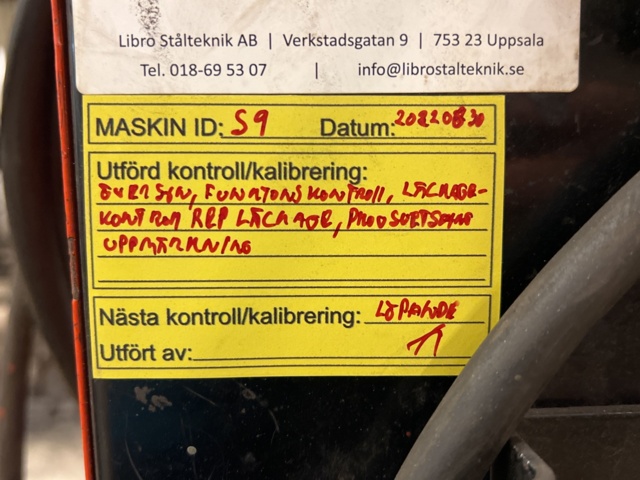 Libro Stålteknik AB | Verkstadsgatan 9 | 753 23 Uppsala
Tel. 018-69 53 07 | info@librostalteknik.se
MASKIN ID: S9 Datum: 20220830
Utförd kontroll/kalibrering:
ÖVERSYN, FUNKTIONSKONTROLL, LÄCKAGE-
KONTROLL REP LÄCKAGE,
UPPMÄRKNING
Nästa kontroll/kalibrering: LÖPANDE
Utfört av: